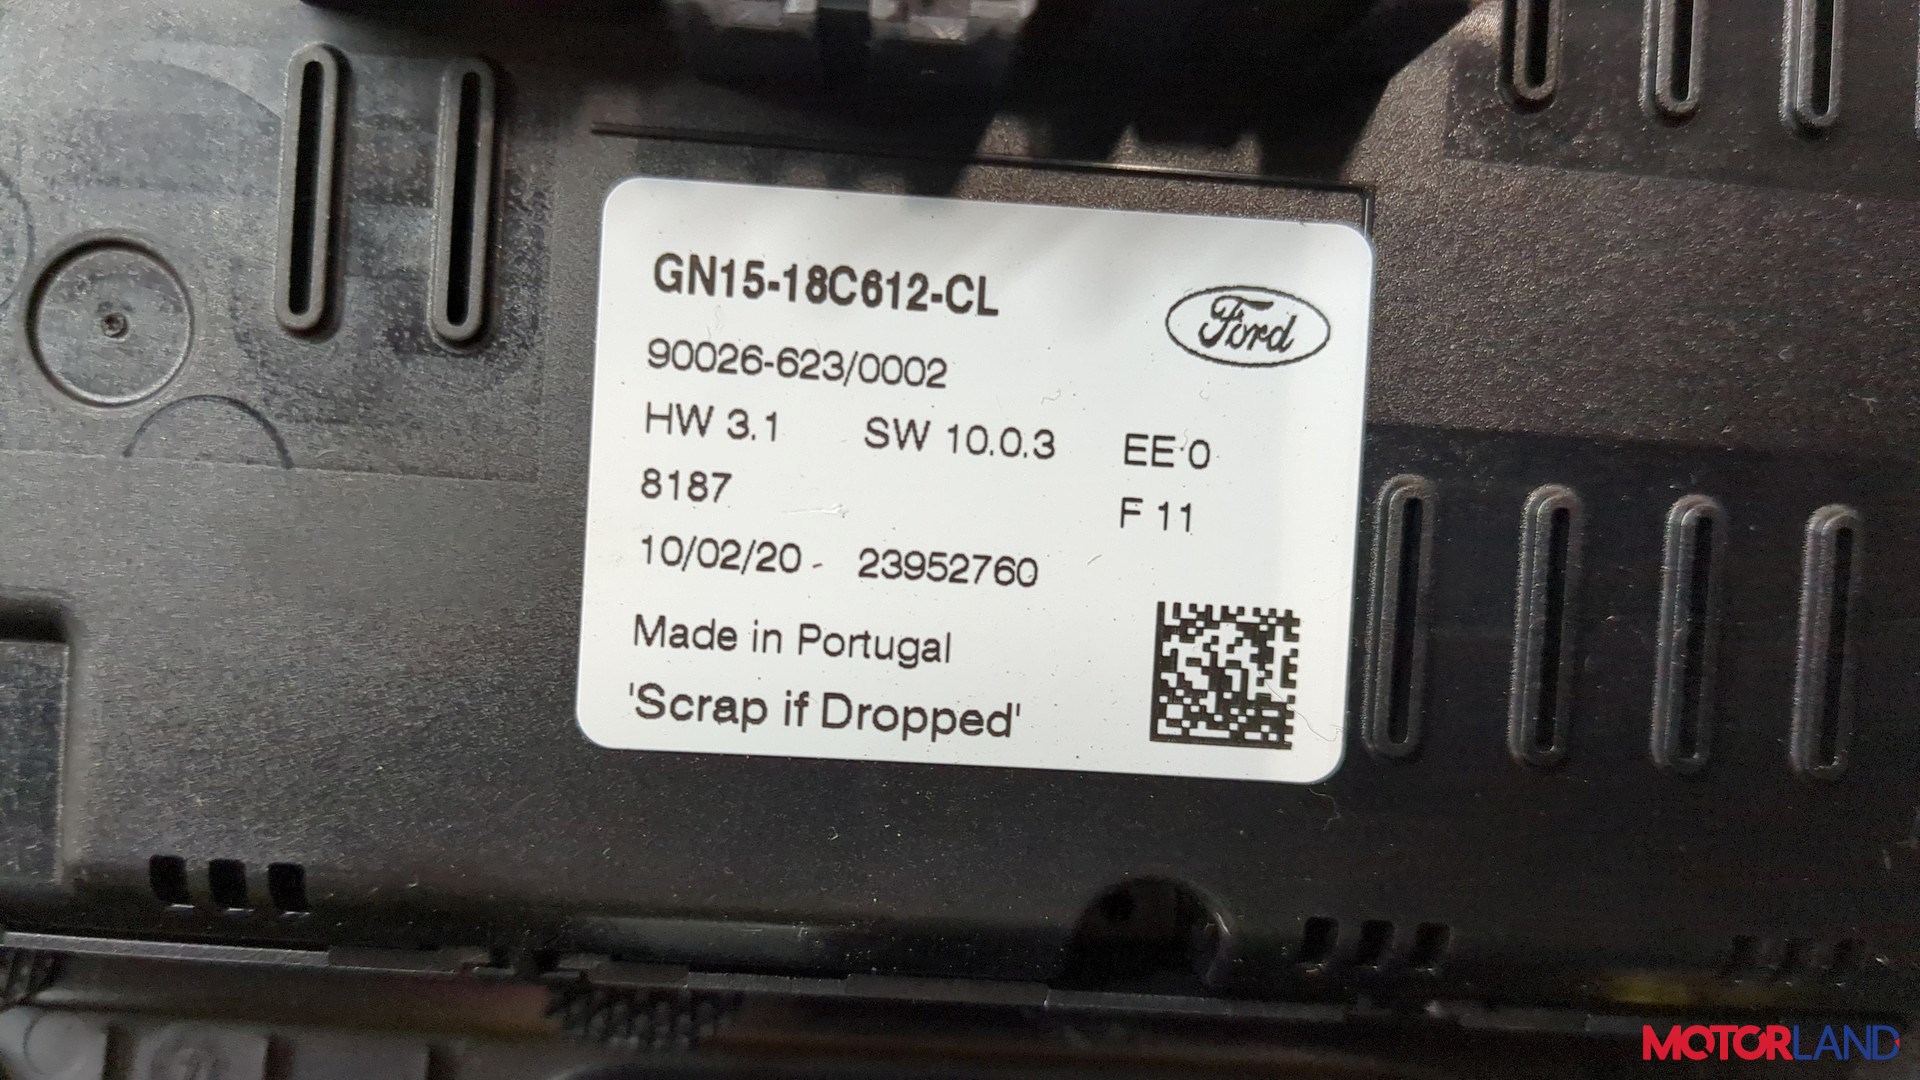 GN15-18C612-CL
Ford
90026-623/0002
HW 3.1 SW 10.0.3 EE 0
8187 F 11
10/02/20 - 23952760
Made in Portugal
'Scrap if Dropped'
MOTORLAND